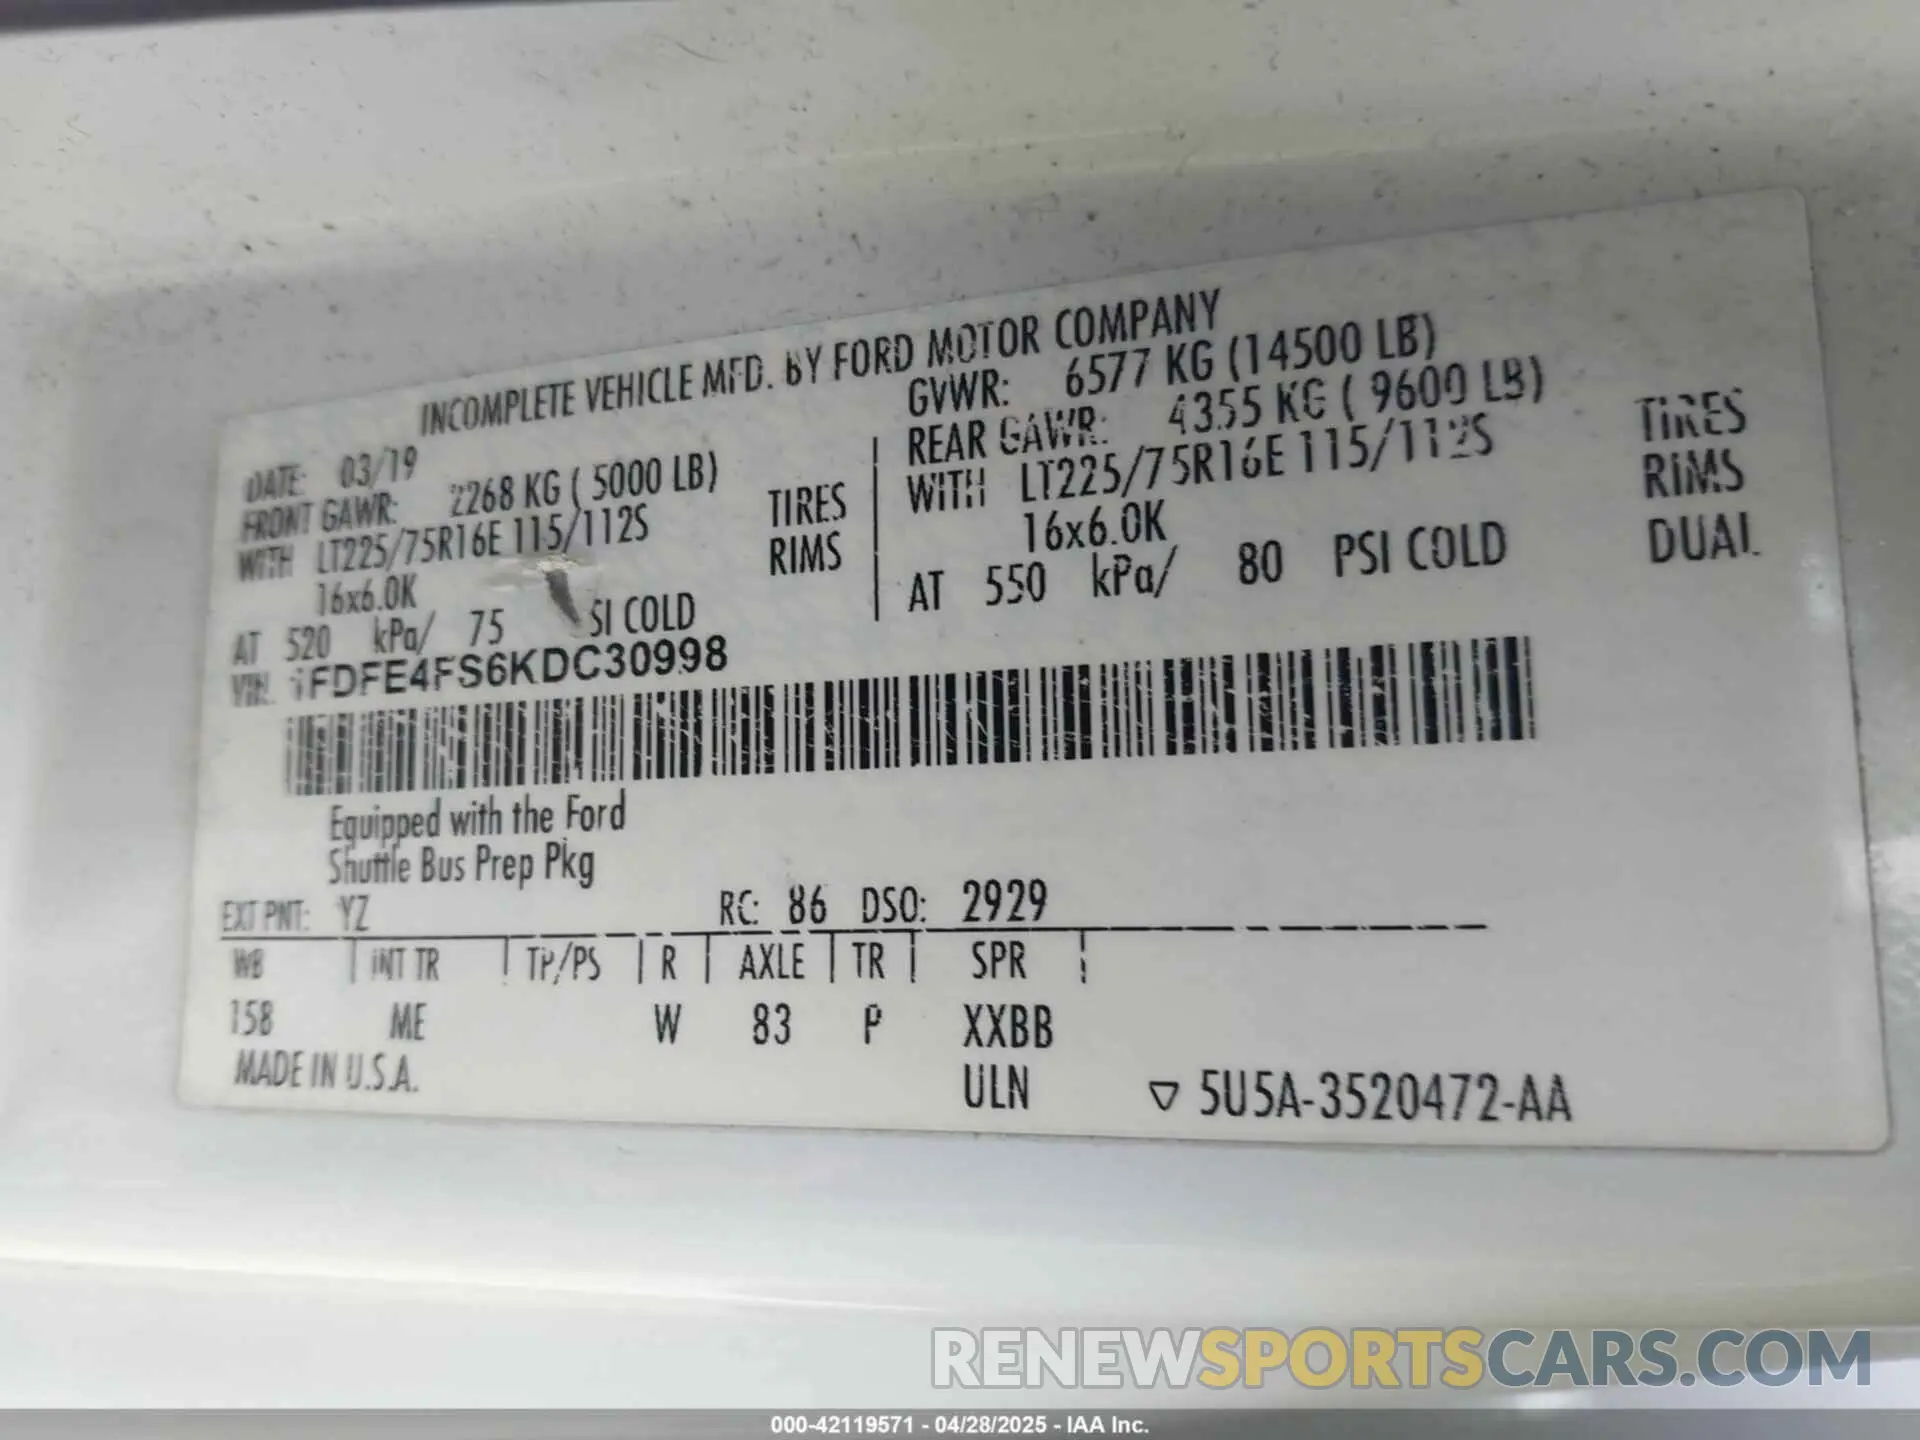 INCOMPLETE VEHICLE MFD. BY FORD MOTOR COMPANY
DATE: 03/19
GVWR: 6577 KG (14500 LB)
FRONT GAWR: 2268 KG ( 5000 LB)
REAR GAWR: 4355 KG ( 9600 LB)
WITH LT225/75R16E 115/112S TIRES
WITH LT225/75R16E 115/112S TIRES
16x6.0K RIMS
16x6.0K RIMS
AT 520 kPa/ 75 SI COLD
AT 550 kPa/ 80 PSI COLD DUAL
VIN: 1FDFE4FS6KDC30998
Equipped with the Ford
Shuttle Bus Prep Pkg
EXT PNT: YZ RC: 86 DSO: 2929
WB INT TR TP/PS R AXLE TR SPR
158 ME W 83 P XXBB
MADE IN U.S.A.
ULN ▽ 5U5A-3520472-AA
RENEWSPORTSCARS.COM
000-42119571 - 04/28/2025 - IAA Inc.